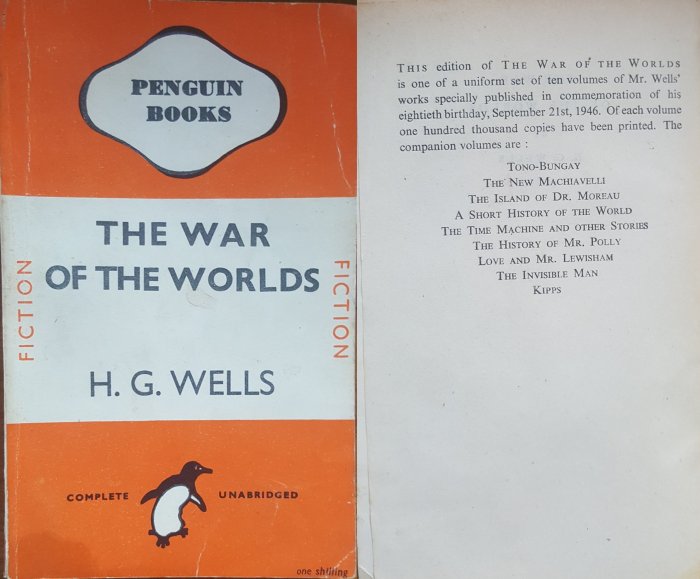 PENGUIN
BOOKS
THE WAR
OF THE WORLDS
FICTION
FICTION
H. G. WELLS
COMPLETE UNABRIDGED
one shilling
THIS edition of THE WAR OF THE WORLDS
is one of a uniform set of ten volumes of Mr. Wells'
works specially published in commemoration of his
eightieth birthday, September 21st, 1946. Of each volume
one hundred thousand copies have been printed. The
companion volumes are :
TONO-BUNGAY
THE NEW MACHIAVELLI
THE ISLAND OF DR. MOREAU
A SHORT HISTORY OF THE WORLD
THE TIME MACHINE AND OTHER STORIES
THE HISTORY OF MR. POLLY
LOVE AND MR. LEWISHAM
THE INVISIBLE MAN
KIPPS